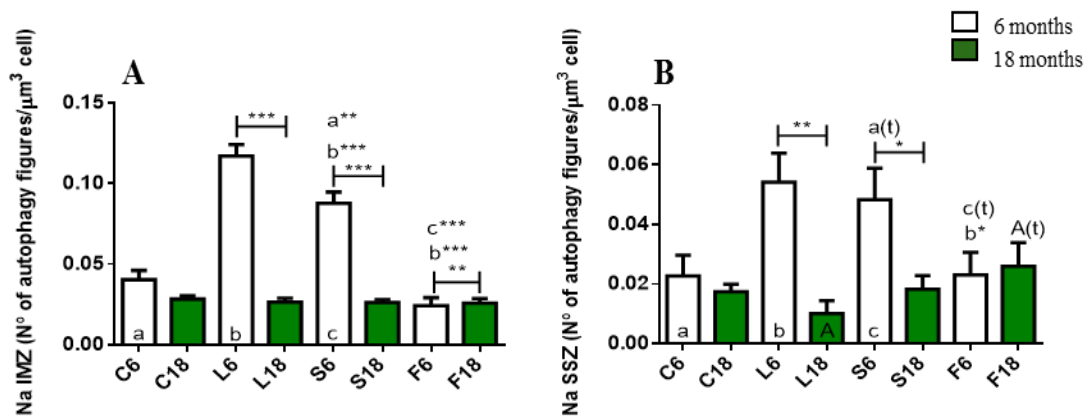 6 months
18 months
A
Na IMZ (Nº of autophagy figures/µm³ cell)
0.15
0.10
0.05
0.00
***
a**
b***
***
c***
b***
**
a
b
c
C6
C18
L6
L18
S6
S18
F6
F18
B
Na SSZ (Nº of autophagy figures/µm³ cell)
0.08
0.06
0.04
0.02
0.00
**
a(t)
*
c(t)
b*
A(t)
a
b
A
c
C6
C18
L6
L18
S6
S18
F6
F18